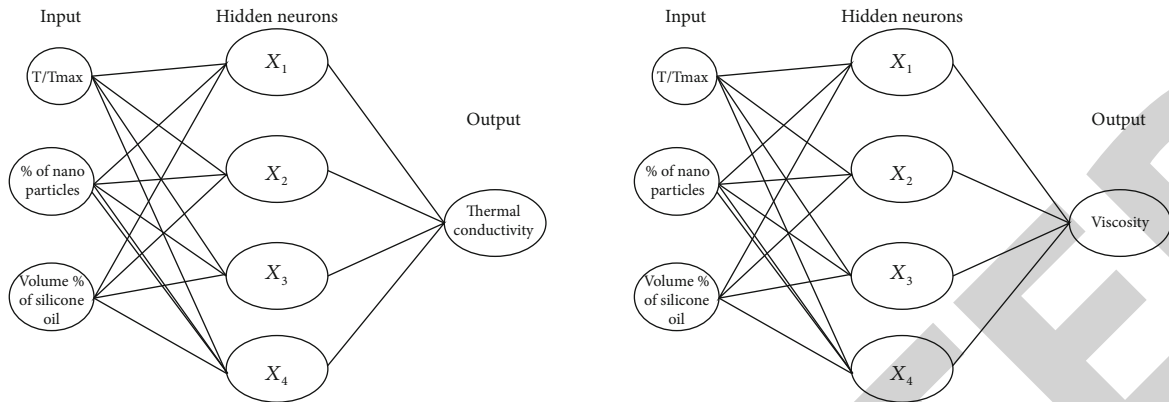 Input
Hidden neurons
Output
T/Tmax
% of nano
particles
Volume %
of silicone
oil
X1
X2
X3
X4
Thermal
conductivity
Input
Hidden neurons
Output
T/Tmax
% of nano
particles
Volume %
of silicone
oil
X1
X2
X3
X4
Viscosity